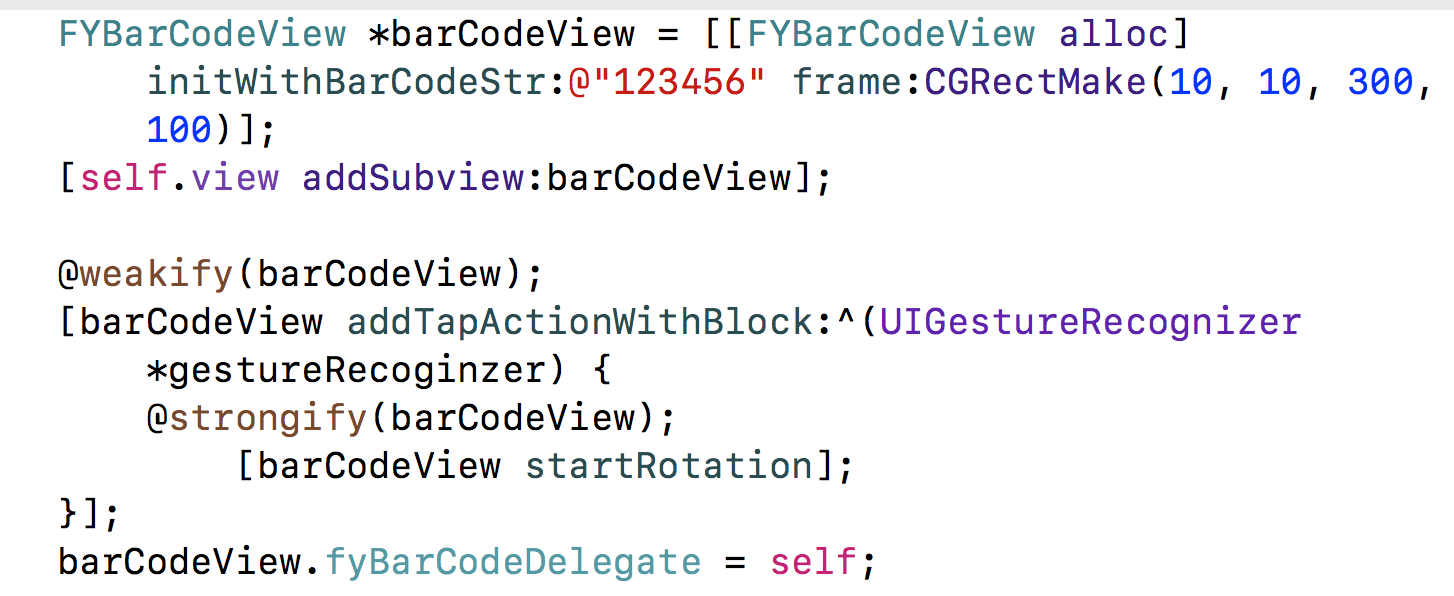 FYBarCodeView *barCodeView = [[FYBarCodeView alloc]
initWithBarCodeStr:@"123456" frame:CGRectMake(10, 10, 300,
100)];
[self.view addSubview:barCodeView];
@weakify(barCodeView);
[barCodeView addTapActionWithBlock:^(UIGestureRecognizer
*gestureRecoginzer) {
@strongify(barCodeView);
[barCodeView startRotation];
}];
barCodeView.fyBarCodeDelegate = self;